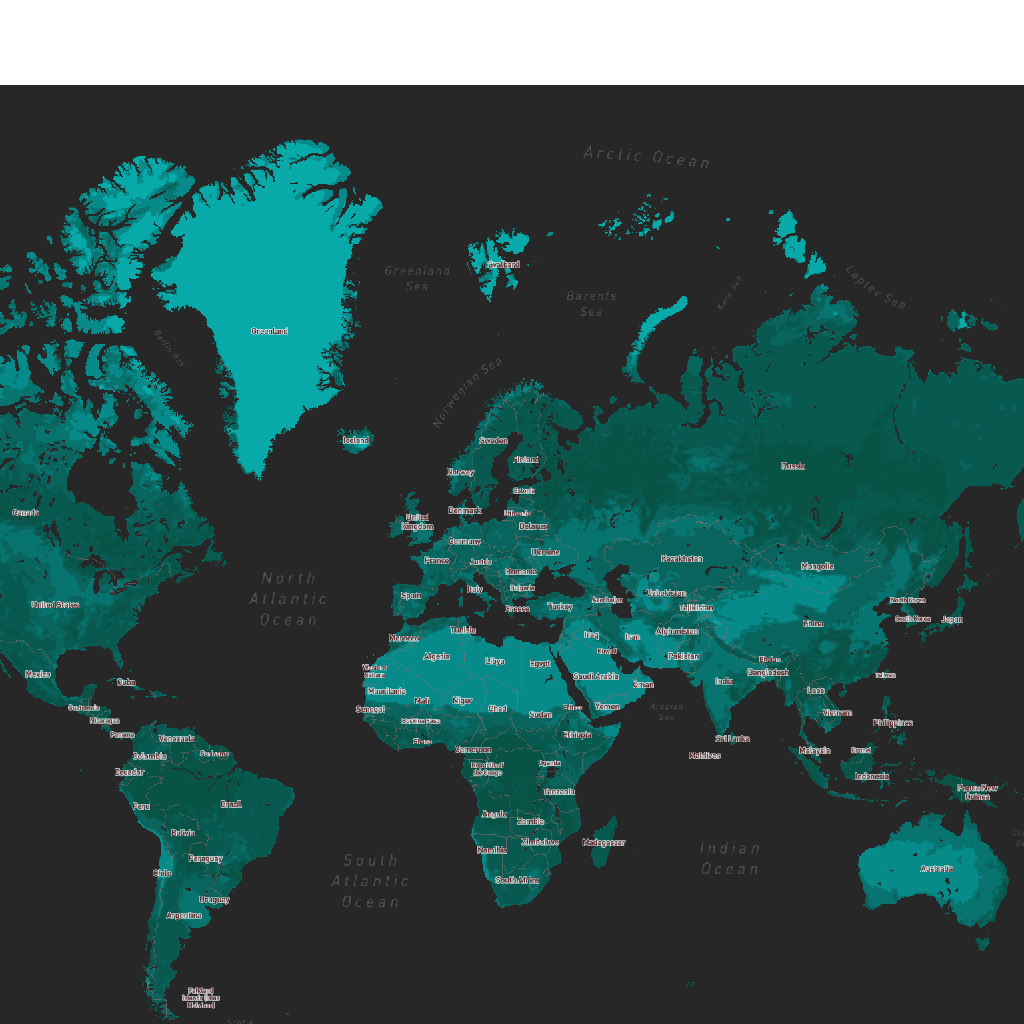 Arctic Ocean
Greenland
Sea
Svalbard
Barents
Sea
Kara Sea
Laptev Sea
Baffin Bay
Greenland
Norwegian Sea
Iceland
Sweden
Finland
Norway
Russia
Estonia
Canada
United
Kingdom
Denmark
Lithuania
Belarus
Germany
Ukraine
France
Austria
Kazakhstan
Mongolia
Romania
North
Atlantic
Ocean
Bulgaria
Italy
Spain
Uzbekistan
United States
Greece
Turkey
Azerbaijan
Tajikistan
North Korea
South Korea
Japan
China
Tunisia
Morocco
Iraq
Iran
Afghanistan
Kuwait
Algeria
Libya
Egypt
Pakistan
Bhutan
Bangladesh
Mexico
Western
Sahara
Saudi Arabia
Oman
India
Taiwan
Cuba
Mauritania
Mali
Niger
Chad
Sudan
Eritrea
Yemen
Laos
Guatemala
Nicaragua
Senegal
Burkina Faso
Arabian
Sea
Vietnam
Philippines
Panama
Venezuela
Ghana
Ethiopia
Sri Lanka
Colombia
Suriname
Cameroon
Maldives
Malaysia
Brunei
Ecuador
Republic of
the Congo
Uganda
Indonesia
Peru
Brazil
Tanzania
Papua New
Guinea
Angola
Zambia
Bolivia
Zimbabwe
Madagascar
Namibia
Indian
Ocean
Paraguay
South
Atlantic
Ocean
Chile
South Africa
Australia
Uruguay
Argentina
Falkland
Islands (Islas
Malvinas)
Scotia